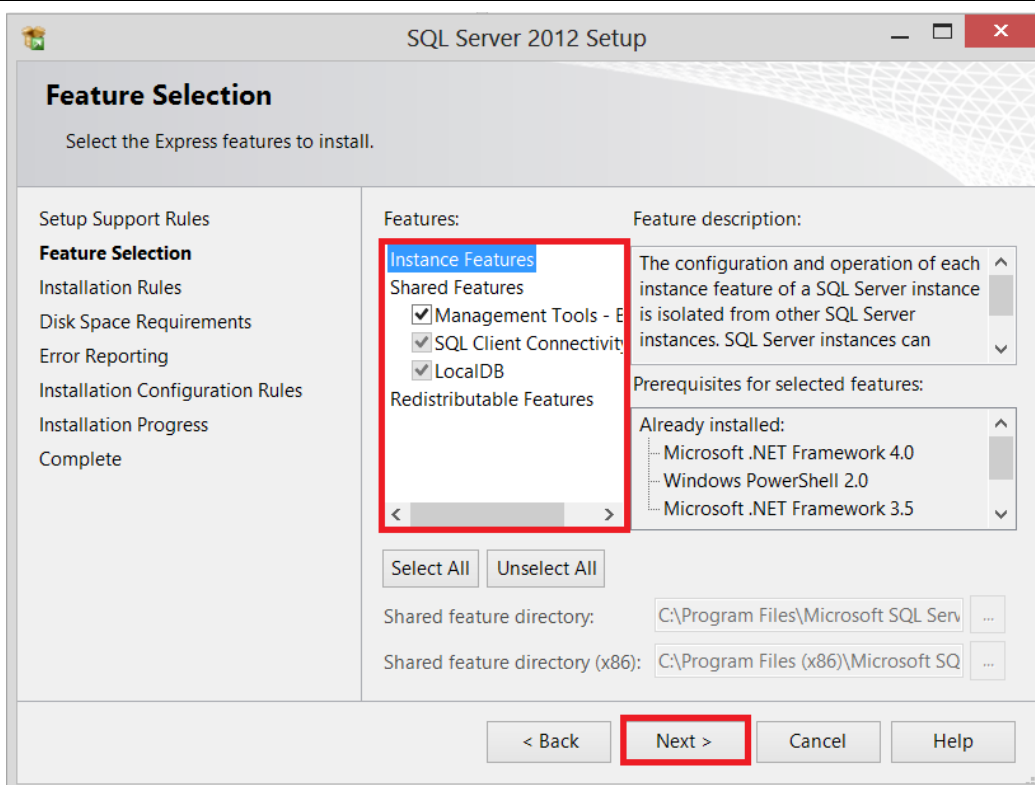 SQL Server 2012 Setup
Feature Selection
Select the Express features to install.
Setup Support Rules
Feature Selection
Installation Rules
Disk Space Requirements
Error Reporting
Installation Configuration Rules
Installation Progress
Complete
Features:
Instance Features
Shared Features
Management Tools - E
SQL Client Connectivity
LocalDB
Redistributable Features
Feature description:
The configuration and operation of each
instance feature of a SQL Server instance
is isolated from other SQL Server
instances. SQL Server instances can
Prerequisites for selected features:
Already installed:
Microsoft .NET Framework 4.0
Windows PowerShell 2.0
Microsoft .NET Framework 3.5
Select All
Unselect All
Shared feature directory:
C:\Program Files\Microsoft SQL Serv
...
Shared feature directory (x86):
C:\Program Files (x86)\Microsoft SQ
...
< Back
Next >
Cancel
Help